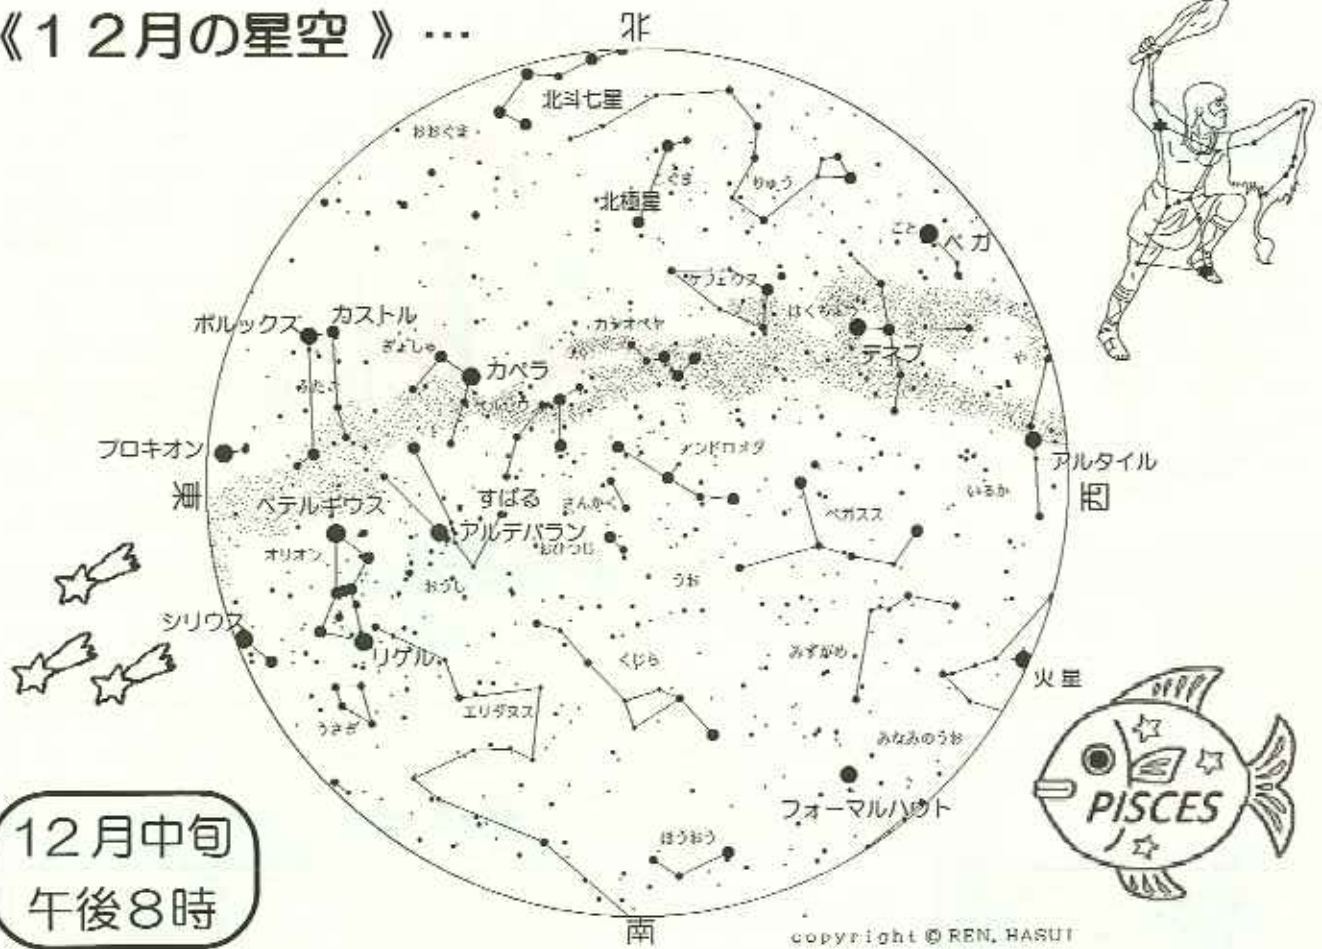 《１２月の星空 》…
北
北斗七星
おおぐま
こぐま
りゅう
北極星
こと
ベガ
ケフェウス
はくちょう
カシオペヤ
デネブ
や
ポルックス
カストル
ぎょしゃ
カペラ
ふたご
ペルセウス
プロキオン
アンドロメダ
アルタイル
東
ベテルギウス
すばる
さんかく
ペガスス
いるか
西
オリオン
アルデバラン
おひつじ
おうし
うお
シリウス
リゲル
くじら
みずがめ
火星
エリダヌス
うさぎ
みなみのうお
フォーマルハウト
ほうおう
PISCES
12月中旬
午後8時
南
copyright © REN. HASUI